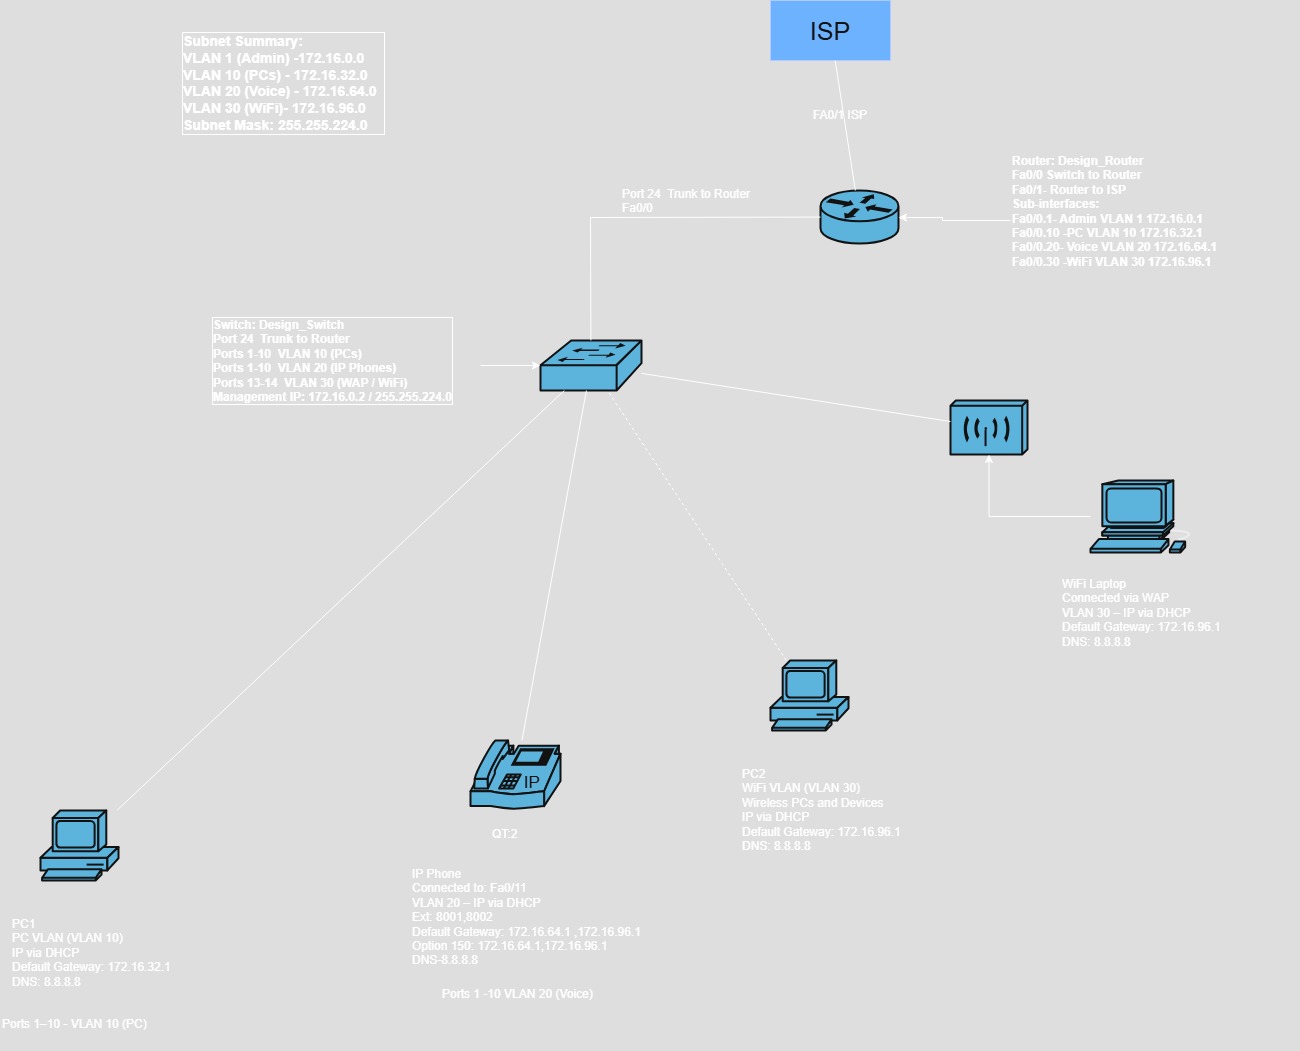 ISP
Subnet Summary:
VLAN 1 (Admin) -172.16.0.0
VLAN 10 (PCs) - 172.16.32.0
VLAN 20 (Voice) - 172.16.64.0
VLAN 30 (WiFi)- 172.16.96.0
Subnet Mask: 255.255.224.0
FA0/1 ISP
Router: Design_Router
Fa0/0 Switch to Router
Fa0/1- Router to ISP
Sub-interfaces:
Fa0/0.1- Admin VLAN 1 172.16.0.1
Fa0/0.10 -PC VLAN 10 172.16.32.1
Fa0/0.20- Voice VLAN 20 172.16.64.1
Fa0/0.30 -WiFi VLAN 30 172.16.96.1
Port 24 Trunk to Router
Fa0/0
Switch: Design_Switch
Port 24 Trunk to Router
Ports 1-10 VLAN 10 (PCs)
Ports 1-10 VLAN 20 (IP Phones)
Ports 13-14 VLAN 30 (WAP / WiFi)
Management IP: 172.16.0.2 / 255.255.224.0
WiFi Laptop
Connected via WAP
VLAN 30 – IP via DHCP
Default Gateway: 172.16.96.1
DNS: 8.8.8.8
PC2
WiFi VLAN (VLAN 30)
Wireless PCs and Devices
IP via DHCP
Default Gateway: 172.16.96.1
DNS: 8.8.8.8
IP
QT:2
IP Phone
Connected to: Fa0/11
VLAN 20 – IP via DHCP
Ext: 8001,8002
Default Gateway: 172.16.64.1 ,172.16.96.1
Option 150: 172.16.64.1,172.16.96.1
DNS-8.8.8.8
Ports 1 -10 VLAN 20 (Voice)
PC1
PC VLAN (VLAN 10)
IP via DHCP
Default Gateway: 172.16.32.1
DNS: 8.8.8.8
Ports 1–10 - VLAN 10 (PC)